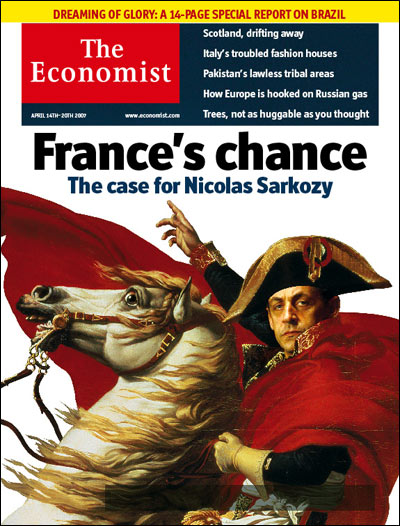 DREAMING OF GLORY: A 14-PAGE SPECIAL REPORT ON BRAZIL
The
Economist
APRIL 14TH–20TH 2007
www.economist.com
Scotland, drifting away
Italy's troubled fashion houses
Pakistan's lawless tribal areas
How Europe is hooked on Russian gas
Trees, not as huggable as you thought
France's chance
The case for Nicolas Sarkozy